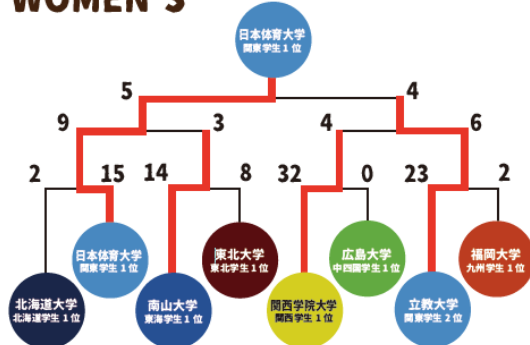 WOMEN'S
日本体育大学
関東学生1位
5
4
9
3
4
6
2
15
14
8
32
0
23
2
日本体育大学
関東学生1位
東北大学
東北学生1位
広島大学
中四国学生1位
福岡大学
九州学生1位
北海道大学
北海道学生1位
南山大学
東海学生1位
関西学院大学
関西学生1位
立教大学
関東学生2位